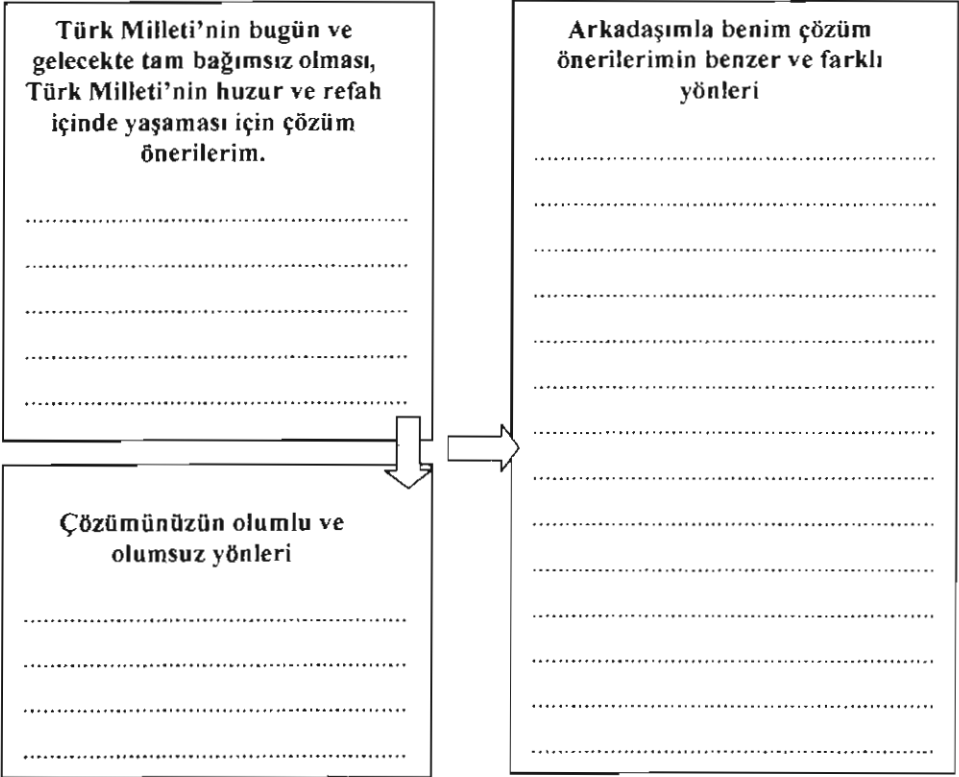 Türk Milleti’nin bugün ve
gelecekte tam bağımsız olması,
Türk Milleti’nin huzur ve refah
içinde yaşaması için çözüm
önerilerim.
Çözümünüzün olumlu ve
olumsuz yönleri
Arkadaşımla benim çözüm
önerilerimin benzer ve farklı
yönleri